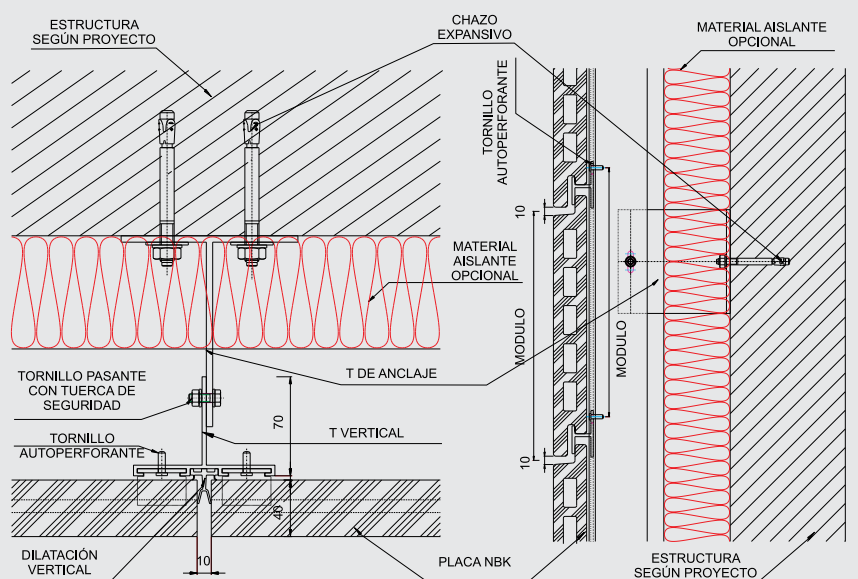 ESTRUCTURA
SEGÚN PROYECTO
CHAZO
EXPANSIVO
MATERIAL AISLANTE
OPCIONAL
TORNILLO
AUTOPERFORANTE
10
MATERIAL
AISLANTE
OPCIONAL
MODULO
MODULO
T DE ANCLAJE
TORNILLO PASANTE
CON TUERCA DE
SEGURIDAD
70
T VERTICAL
TORNILLO
AUTOPERFORANTE
10
40
DILATACIÓN
VERTICAL
10
PLACA NBK
ESTRUCTURA
SEGÚN PROYECTO